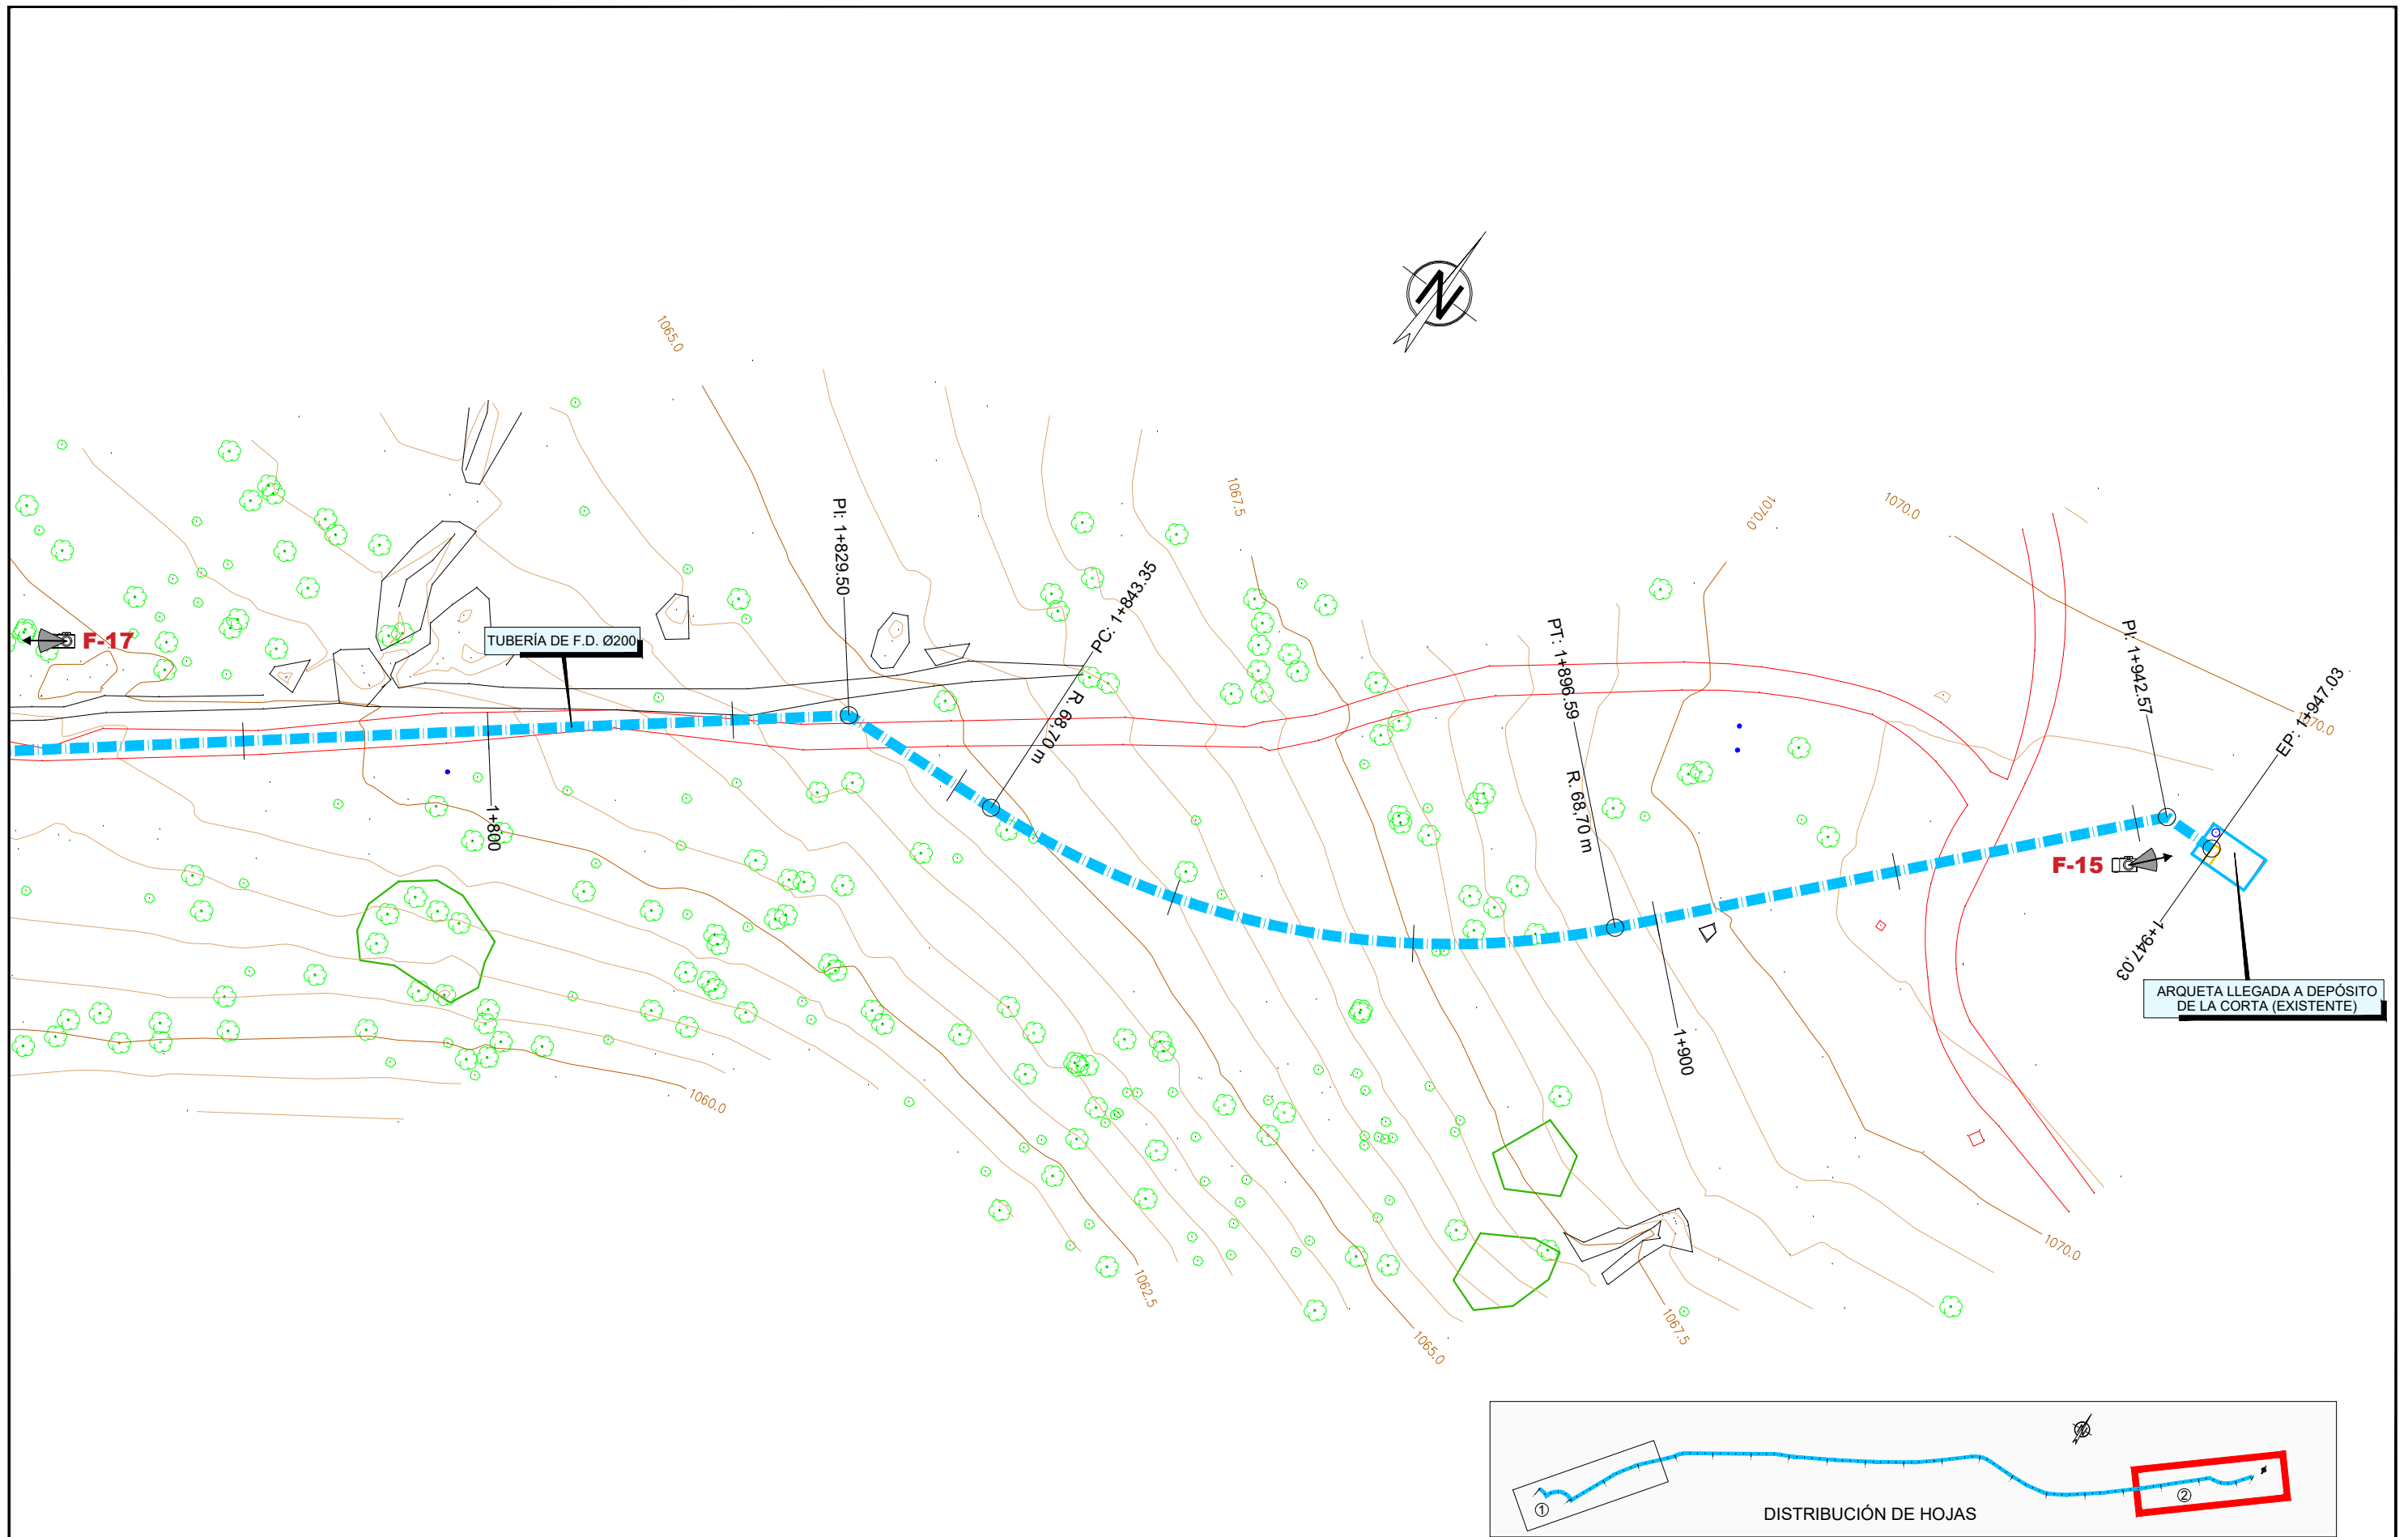 N
1065.0
1067.5
1070.0
1070.0
PI: 1+829.50
PC: 1+843.35
R. 68,70 m
PT: 1+896.59
R. 68,70 m
PI: 1+942.57
EP: 1+947.03
1070.0
F-17
TUBERÍA DE F.D. Ø200
1+800
F-15
1+947,03
ARQUETA LLEGADA A DEPÓSITO
DE LA CORTA (EXISTENTE)
1+900
1060.0
1062.5
1065.0
1067.5
1070.0
N
1
2
DISTRIBUCIÓN DE HOJAS